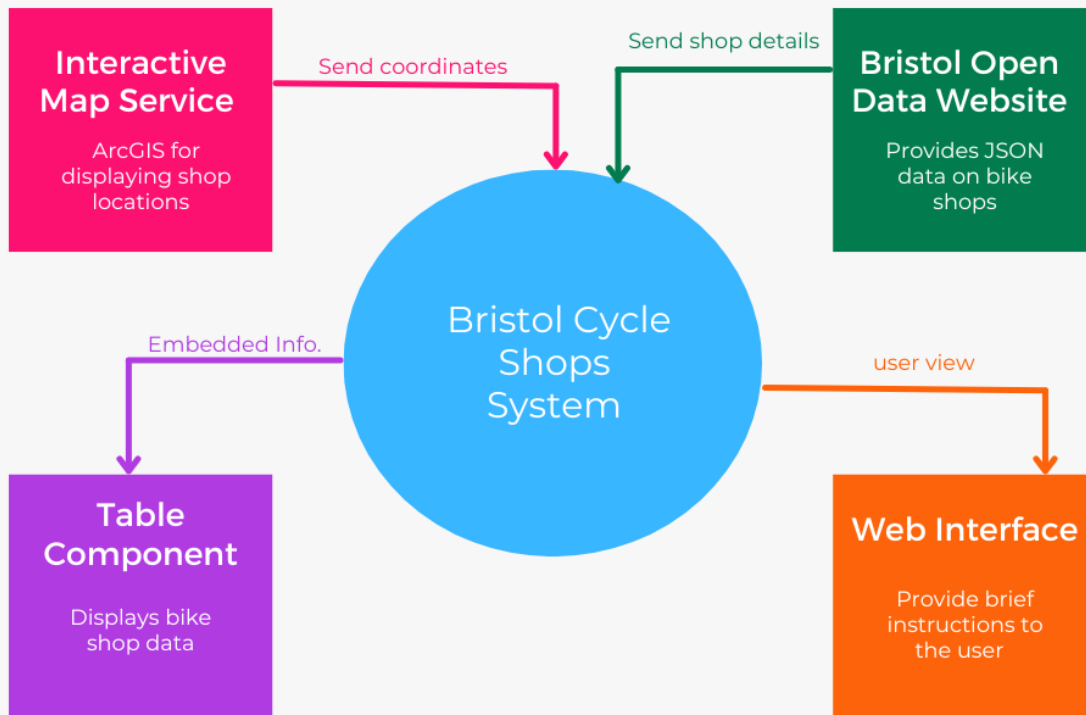 Interactive
Map Service
ArcGIS for
displaying shop
locations
Send coordinates
Send shop details
Bristol Open
Data Website
Provides JSON
data on bike
shops
Bristol Cycle
Shops
System
Embedded Info.
user view
Table
Component
Displays bike
shop data
Web Interface
Provide brief
instructions to
the user